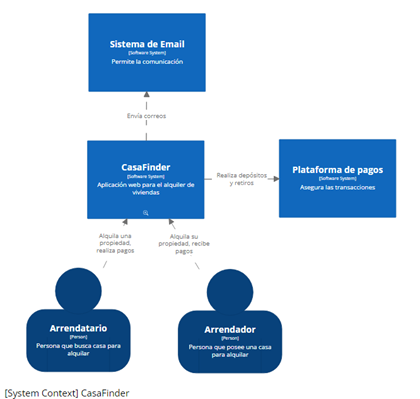 Sistema de Email
[Software System]
Permite la comunicación
Envía correos
CasaFinder
[Software System]
Aplicación web para el alquiler de
viviendas
Realiza depósitos
y retiros
Plataforma de pagos
[Software System]
Asegura las transacciones
Alquila una
propiedad,
realiza pagos
Alquila su
propiedad, recibe
pagos
Arrendatario
[Person]
Persona que busca casa para
alquilar
Arrendador
[Person]
Persona que posee una casa
para alquilar
[System Context] CasaFinder